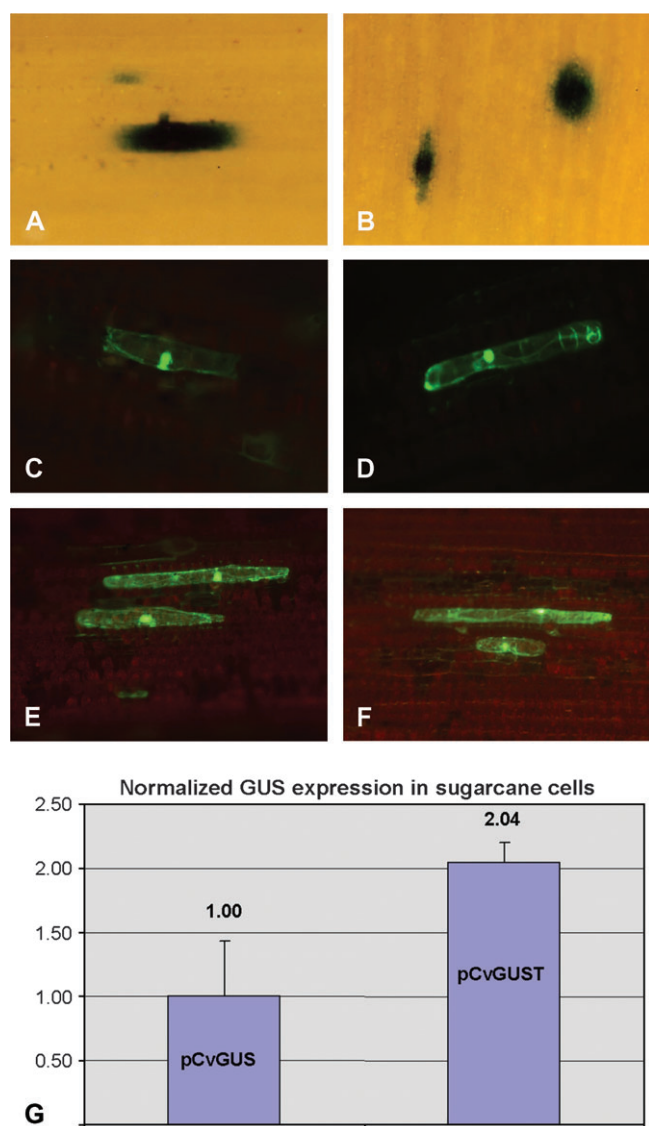 A
B
C
D
E
F
Normalized GUS expression in sugarcane cells
2.50
2.04
2.00
1.50
1.00
pCvGUST
1.00
pCvGUS
0.50
G